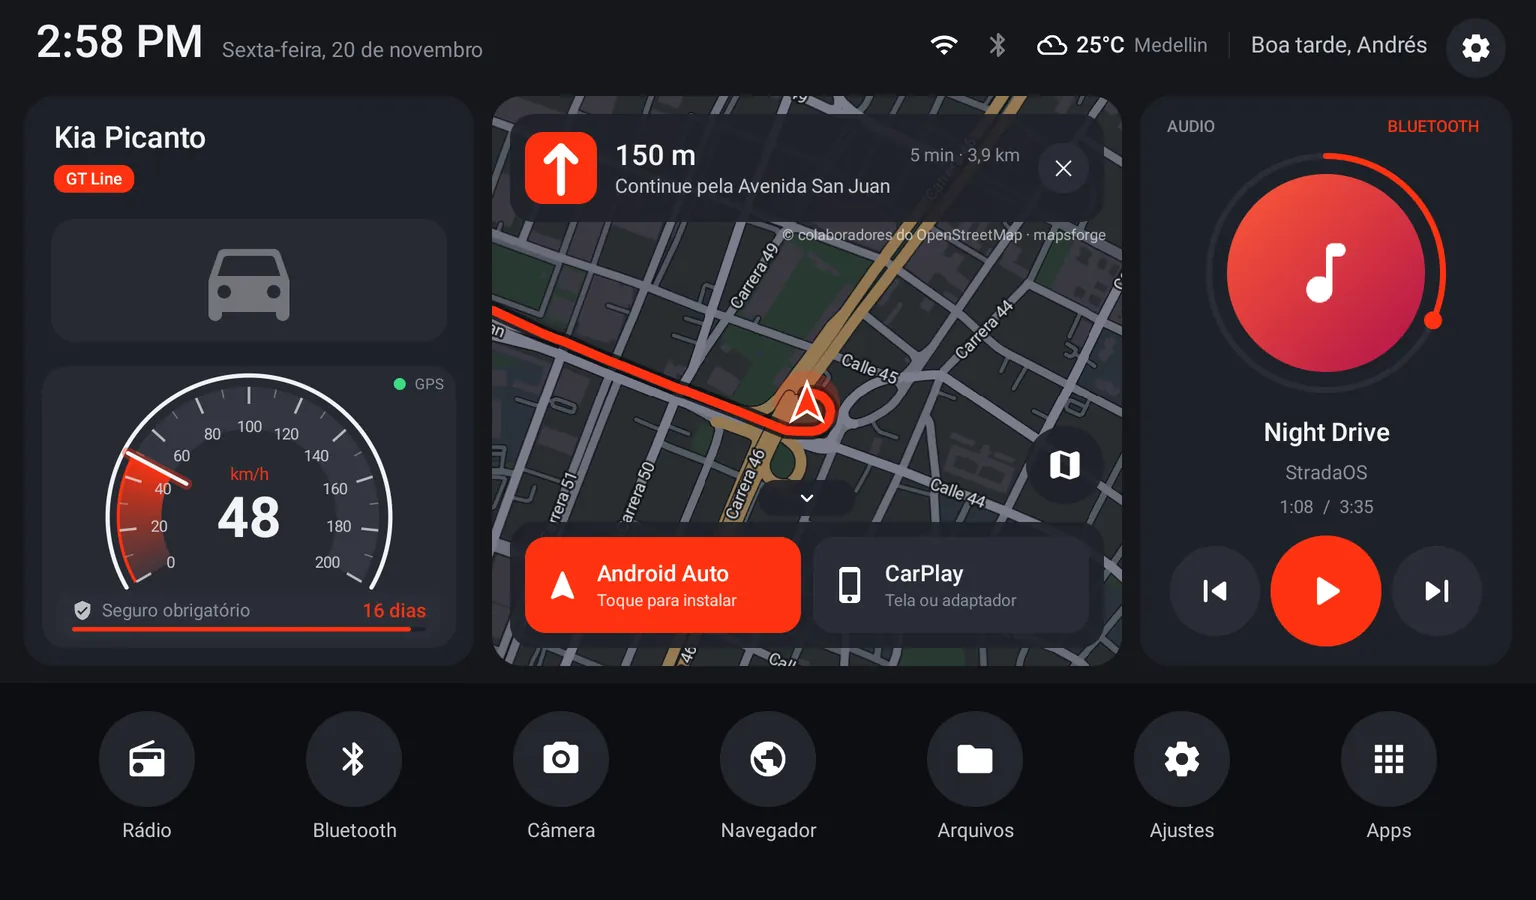 2:58 PM
Sexta-feira, 20 de novembro
25°C Medellin
Boa tarde, Andrés
Kia Picanto
GT Line
GPS
0
20
40
60
80
100
120
140
160
180
200
km/h
48
Seguro obrigatório
16 dias
150 m
5 min · 3,9 km
Continue pela Avenida San Juan
© colaboradores do OpenStreetMap · mapsforge
Carrera 49
Carrera 44
Calle 45
Carrera 50
Carrera 46
Calle 44
Android Auto
Toque para instalar
CarPlay
Tela ou adaptador
AUDIO
BLUETOOTH
Night Drive
StradaOS
1:08 / 3:35
Rádio
Bluetooth
Câmera
Navegador
Arquivos
Ajustes
Apps